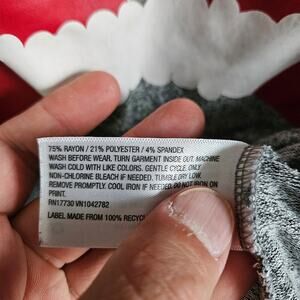 75% RAYON / 21% POLYESTER / 4% SPANDEX
WASH BEFORE WEAR. TURN GARMENT INSIDE OUT. MACHINE
WASH COLD WITH LIKE COLORS. GENTLE CYCLE. ONLY
NON-CHLORINE BLEACH IF NEEDED. TUMBLE DRY LOW.
REMOVE PROMPTLY. COOL IRON IF NEEDED. DO NOT IRON ON
PRINT.
RN17730 VN1042782
LABEL MADE FROM 100%